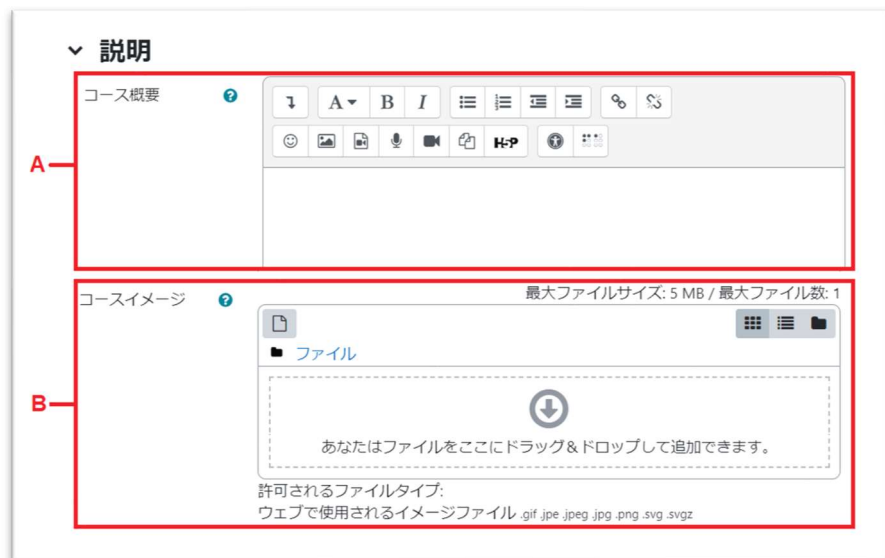 説明
コース概要
A B I
H5P
A
コースイメージ
最大ファイルサイズ: 5 MB / 最大ファイル数: 1
ファイル
B
あなたはファイルをここにドラッグ&ドロップして追加できます。
許可されるファイルタイプ:
ウェブで使用されるイメージファイル .gif .jpe .jpeg .jpg .png .svg .svgz